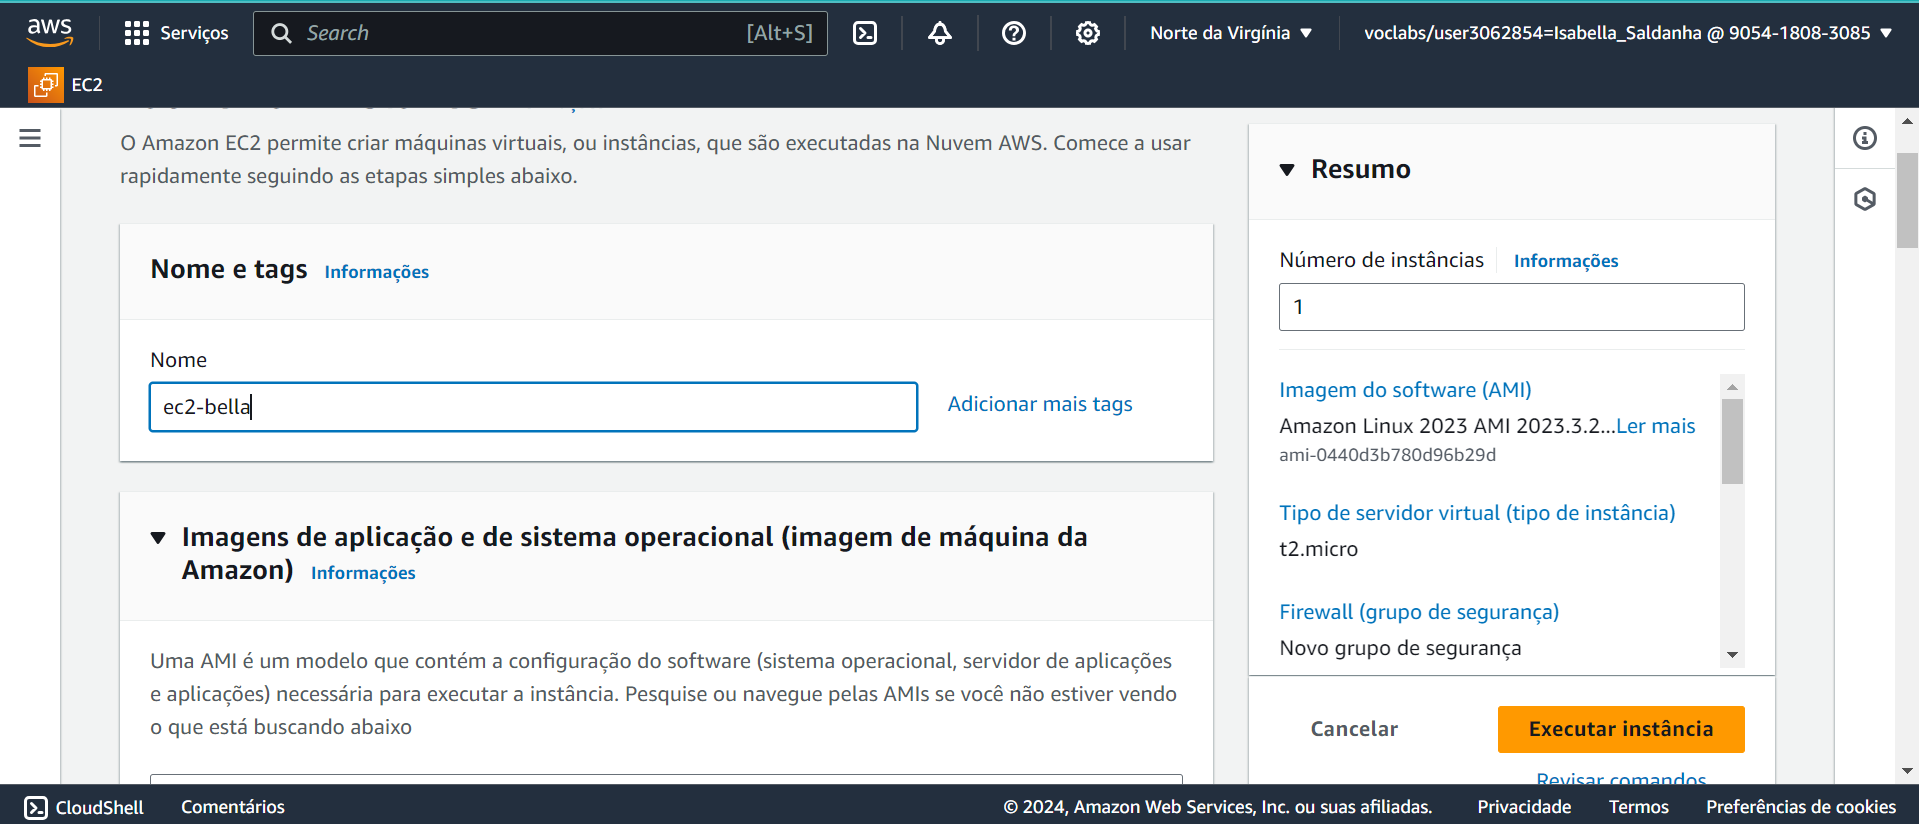 aws
Serviços
Search
[Alt+S]
Norte da Virgínia
voclabs/user3062854=Isabella_Saldanha @ 9054-1808-3085
EC2
O Amazon EC2 permite criar máquinas virtuais, ou instâncias, que são executadas na Nuvem AWS. Comece a usar
rapidamente seguindo as etapas simples abaixo.
Nome e tags Informações
Nome
ec2-bella
Adicionar mais tags
Imagens de aplicação e de sistema operacional (imagem de máquina da
Amazon) Informações
Uma AMI é um modelo que contém a configuração do software (sistema operacional, servidor de aplicações
e aplicações) necessária para executar a instância. Pesquise ou navegue pelas AMIs se você não estiver vendo
o que está buscando abaixo
Resumo
Número de instâncias Informações
1
Imagem do software (AMI)
Amazon Linux 2023 AMI 2023.3.2...Ler mais
ami-0440d3b780d96b29d
Tipo de servidor virtual (tipo de instância)
t2.micro
Firewall (grupo de segurança)
Novo grupo de segurança
Cancelar
Executar instância
Revisar comandos
CloudShell
Comentários
© 2024, Amazon Web Services, Inc. ou suas afiliadas.
Privacidade
Termos
Preferências de cookies